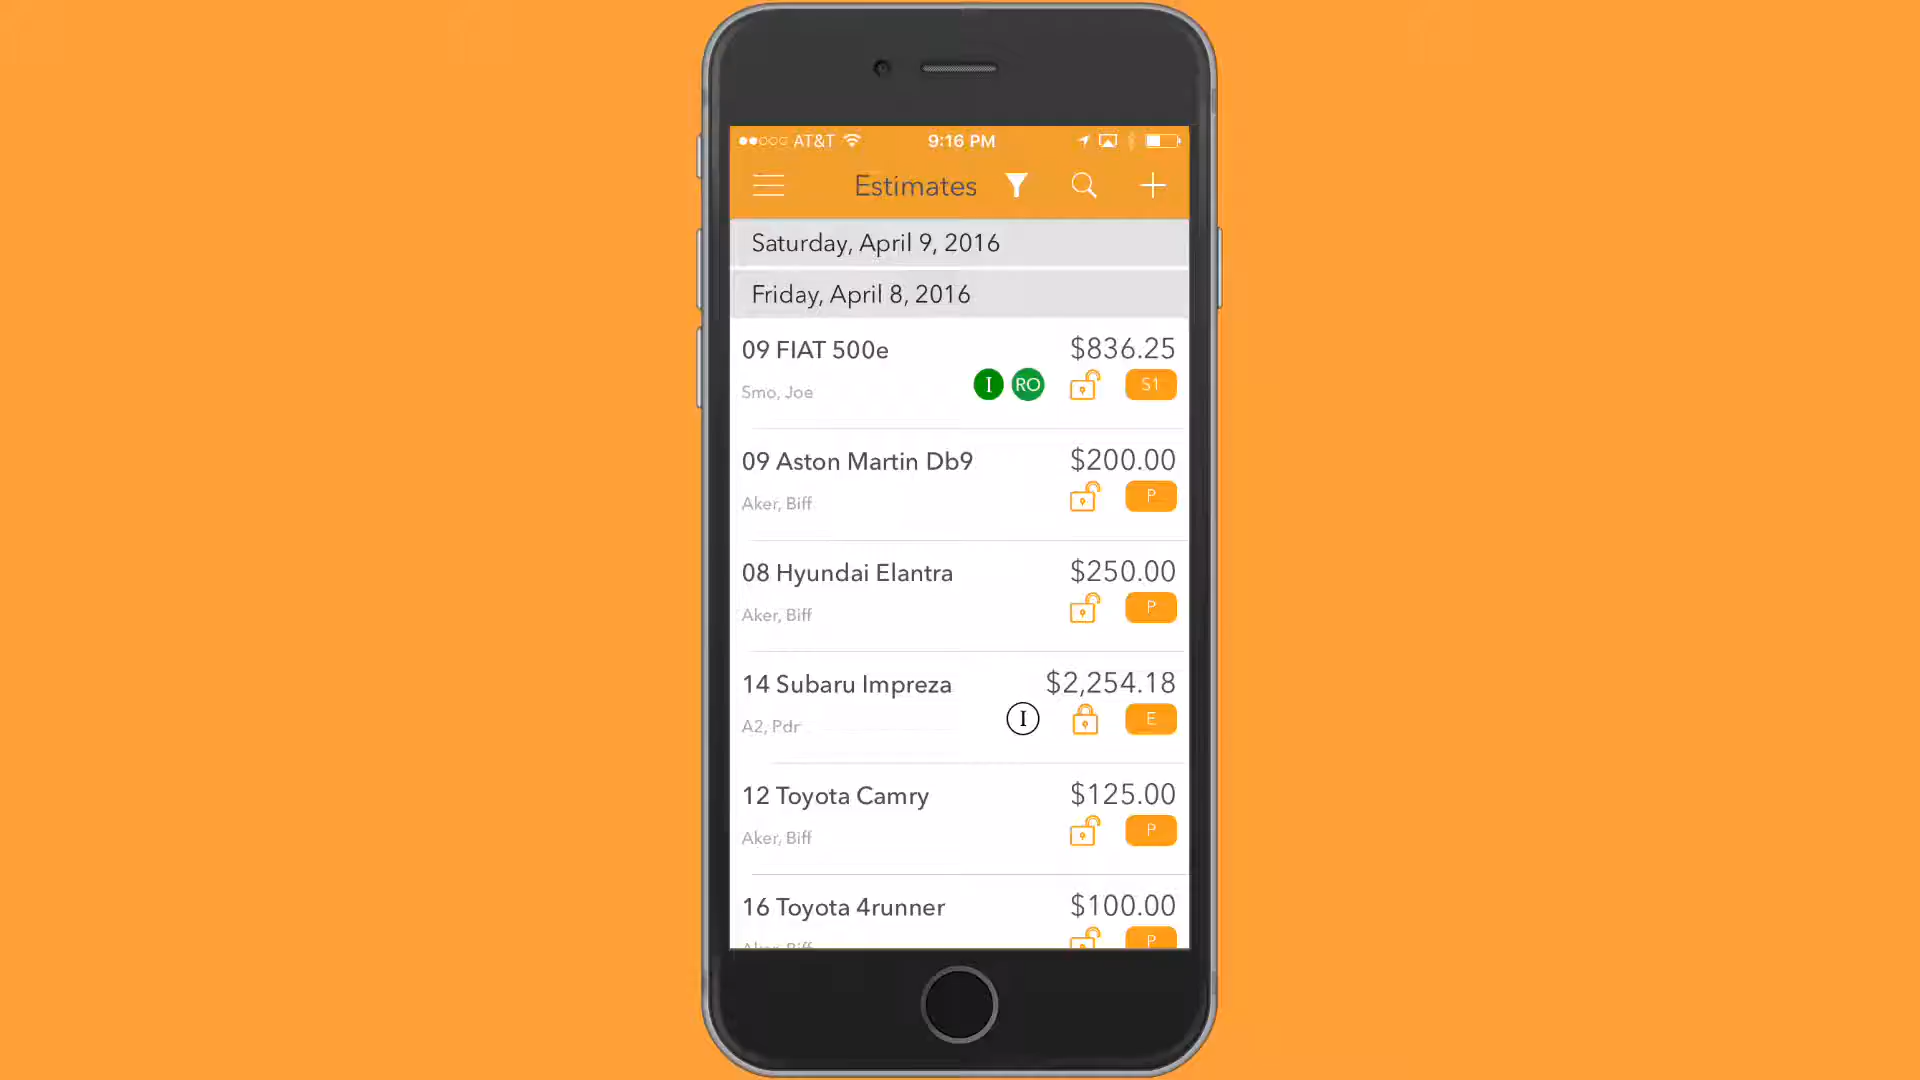 AT&T 9:16 PM
Estimates
Saturday, April 9, 2016
Friday, April 8, 2016
09 FIAT 500e $836.25
Smo, Joe I RO S1
09 Aston Martin Db9 $200.00
Aker, Biff P
08 Hyundai Elantra $250.00
Aker, Biff P
14 Subaru Impreza $2,254.18
A2, Pdr I E
12 Toyota Camry $125.00
Aker, Biff P
16 Toyota 4runner $100.00
Aker, Biff P